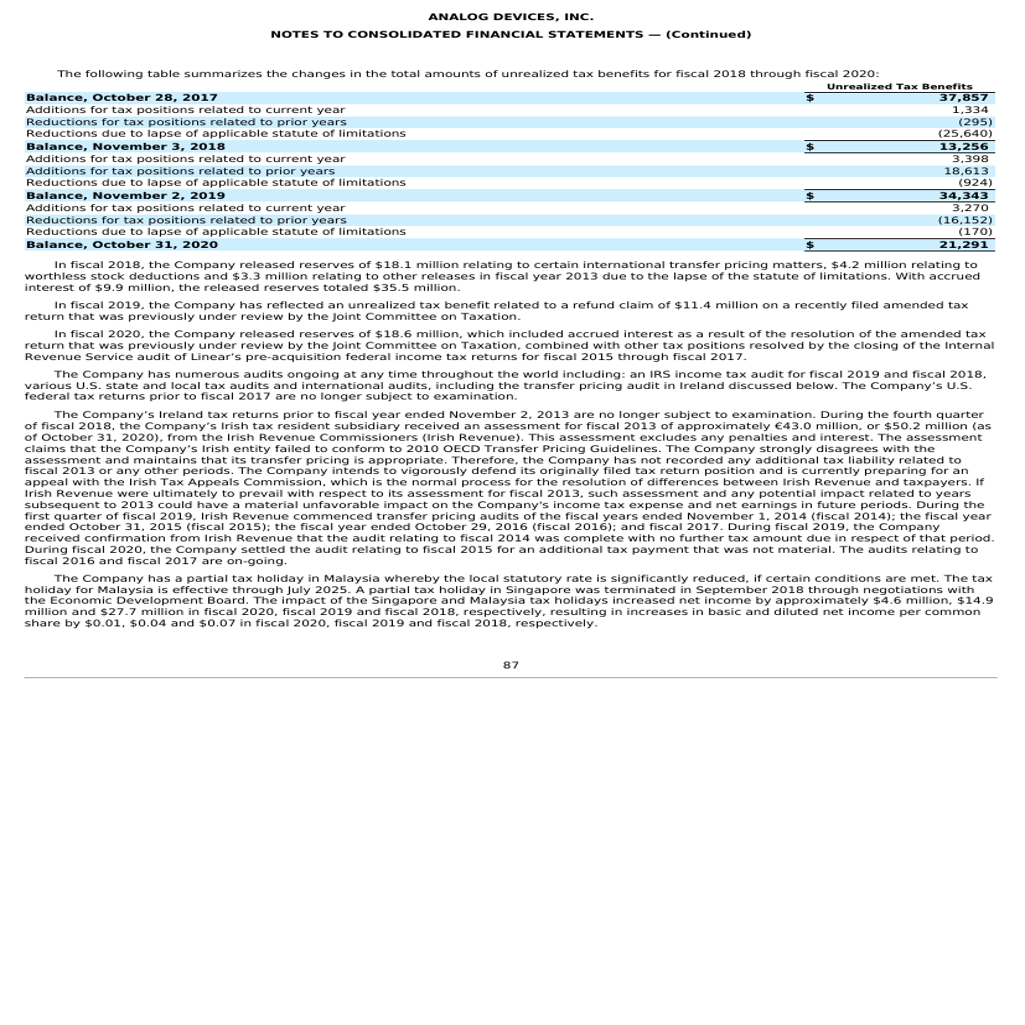 ANALOG DEVICES, INC.
NOTES TO CONSOLIDATED FINANCIAL STATEMENTS — (Continued)
The following table summarizes the changes in the total amounts of unrealized tax benefits for fiscal 2018 through fiscal 2020:
Unrealized Tax Benefits
Balance, October 28, 2017 $ 37,857
Additions for tax positions related to current year 1,334
Reductions for tax positions related to prior years (295)
Reductions due to lapse of applicable statute of limitations (25,640)
Balance, November 3, 2018 $ 13,256
Additions for tax positions related to current year 3,398
Additions for tax positions related to prior years 18,613
Reductions due to lapse of applicable statute of limitations (924)
Balance, November 2, 2019 $ 34,343
Additions for tax positions related to current year 3,270
Reductions for tax positions related to prior years (16,152)
Reductions due to lapse of applicable statute of limitations (170)
Balance, October 31, 2020 $ 21,291
In fiscal 2018, the Company released reserves of $18.1 million relating to certain international transfer pricing matters, $4.2 million relating to
worthless stock deductions and $3.3 million relating to other releases in fiscal year 2013 due to the lapse of the statute of limitations. With accrued
interest of $9.9 million, the released reserves totaled $35.5 million.
In fiscal 2019, the Company has reflected an unrealized tax benefit related to a refund claim of $11.4 million on a recently filed amended tax
return that was previously under review by the Joint Committee on Taxation.
In fiscal 2020, the Company released reserves of $18.6 million, which included accrued interest as a result of the resolution of the amended tax
return that was previously under review by the Joint Committee on Taxation, combined with other tax positions resolved by the closing of the Internal
Revenue Service audit of Linear’s pre-acquisition federal income tax returns for fiscal 2015 through fiscal 2017.
The Company has numerous audits ongoing at any time throughout the world including: an IRS income tax audit for fiscal 2019 and fiscal 2018,
various U.S. state and local tax audits and international audits, including the transfer pricing audit in Ireland discussed below. The Company’s U.S.
federal tax returns prior to fiscal 2017 are no longer subject to examination.
The Company’s Ireland tax returns prior to fiscal year ended November 2, 2013 are no longer subject to examination. During the fourth quarter
of fiscal 2018, the Company’s Irish tax resident subsidiary received an assessment for fiscal 2013 of approximately €43.0 million, or $50.2 million (as
of October 31, 2020), from the Irish Revenue Commissioners (Irish Revenue). This assessment excludes any penalties and interest. The assessment
claims that the Company’s Irish entity failed to conform to 2010 OECD Transfer Pricing Guidelines. The Company strongly disagrees with the
assessment and maintains that its transfer pricing is appropriate. Therefore, the Company has not recorded any additional tax liability related to
fiscal 2013 or any other periods. The Company intends to vigorously defend its originally filed tax return position and is currently preparing for an
appeal with the Irish Tax Appeals Commission, which is the normal process for the resolution of differences between Irish Revenue and taxpayers. If
Irish Revenue were ultimately to prevail with respect to its assessment for fiscal 2013, such assessment and any potential impact related to years
subsequent to 2013 could have a material unfavorable impact on the Company's income tax expense and net earnings in future periods. During the
first quarter of fiscal 2019, Irish Revenue commenced transfer pricing audits of the fiscal years ended November 1, 2014 (fiscal 2014); the fiscal year
ended October 31, 2015 (fiscal 2015); the fiscal year ended October 29, 2016 (fiscal 2016); and fiscal 2017. During fiscal 2019, the Company
received confirmation from Irish Revenue that the audit relating to fiscal 2014 was complete with no further tax amount due in respect of that period.
During fiscal 2020, the Company settled the audit relating to fiscal 2015 for an additional tax payment that was not material. The audits relating to
fiscal 2016 and fiscal 2017 are on-going.
The Company has a partial tax holiday in Malaysia whereby the local statutory rate is significantly reduced, if certain conditions are met. The tax
holiday for Malaysia is effective through July 2025. A partial tax holiday in Singapore was terminated in September 2018 through negotiations with
the Economic Development Board. The impact of the Singapore and Malaysia tax holidays increased net income by approximately $4.6 million, $14.9
million and $27.7 million in fiscal 2020, fiscal 2019 and fiscal 2018, respectively, resulting in increases in basic and diluted net income per common
share by $0.01, $0.04 and $0.07 in fiscal 2020, fiscal 2019 and fiscal 2018, respectively.
87